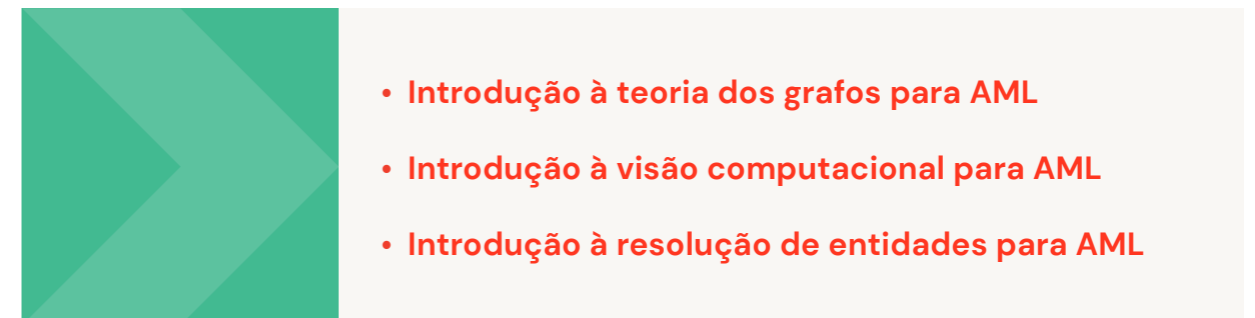 • Introdução à teoria dos grafos para AML
• Introdução à visão computacional para AML
• Introdução à resolução de entidades para AML